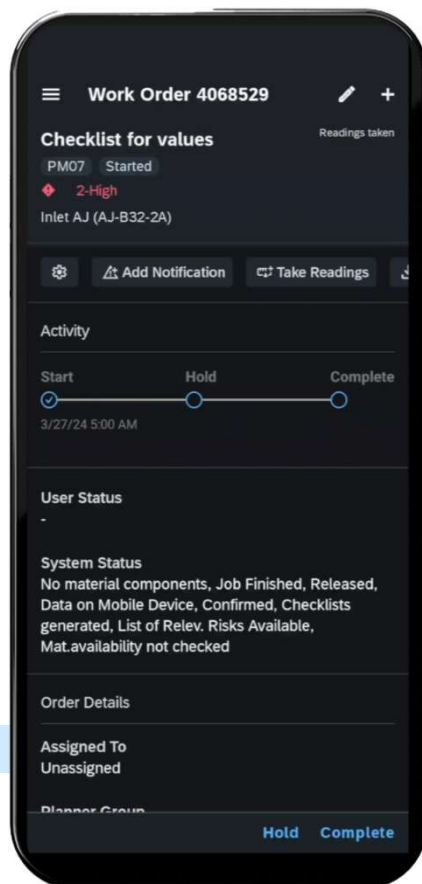 Work Order 4068529
Checklist for values
Readings taken
PM07 Started
2-High
Inlet AJ (AJ-B32-2A)
Add Notification Take Readings
Activity
Start Hold Complete
3/27/24 5:00 AM
User Status
-
System Status
No material components, Job Finished, Released,
Data on Mobile Device, Confirmed, Checklists
generated, List of Relev. Risks Available,
Mat.availability not checked
Order Details
Assigned To
Unassigned
Planner Group
Hold Complete